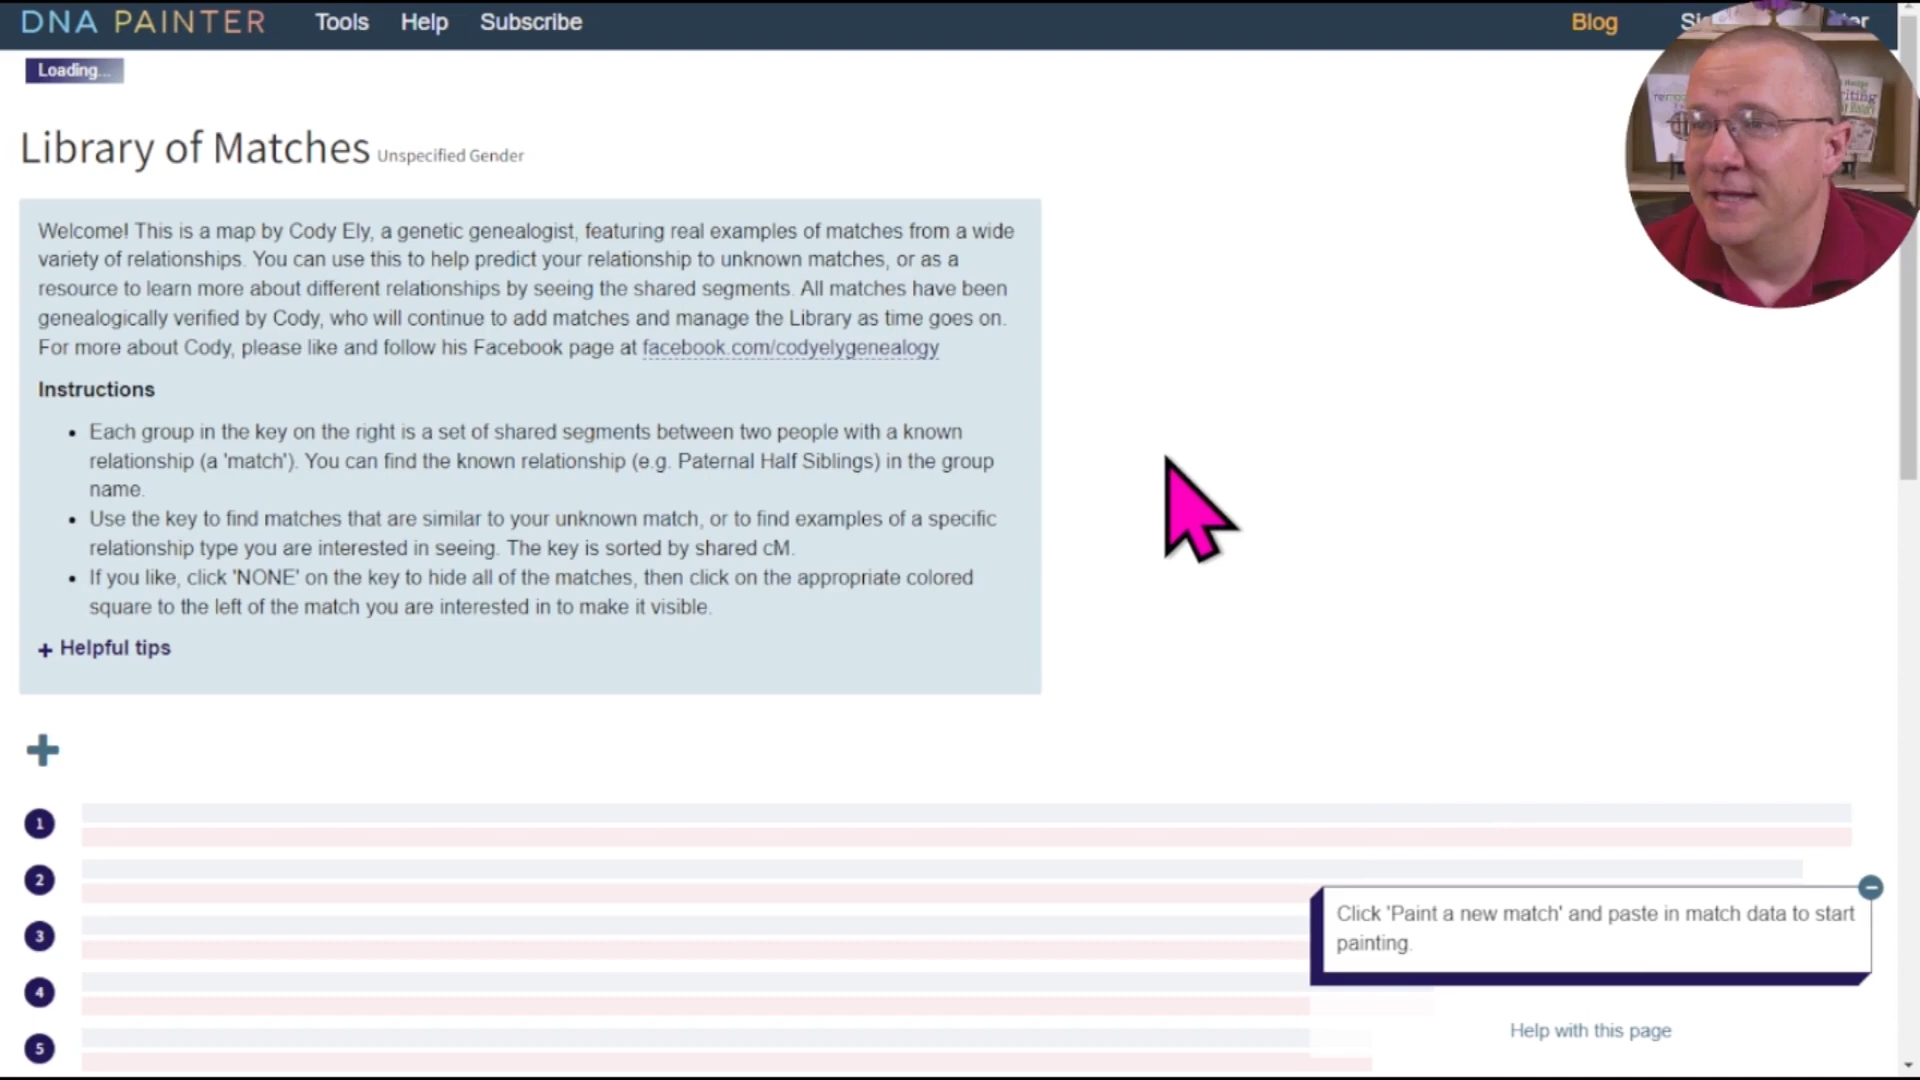 DNA PAINTER
Tools
Help
Subscribe
Blog
Loading...
Library of Matches Unspecified Gender
Welcome! This is a map by Cody Ely, a genetic genealogist, featuring real examples of matches from a wide
variety of relationships. You can use this to help predict your relationship to unknown matches, or as a
resource to learn more about different relationships by seeing the shared segments. All matches have been
genealogically verified by Cody, who will continue to add matches and manage the Library as time goes on.
For more about Cody, please like and follow his Facebook page at facebook.com/codyelygenealogy
Instructions
• Each group in the key on the right is a set of shared segments between two people with a known
relationship (a 'match'). You can find the known relationship (e.g. Paternal Half Siblings) in the group
name.
• Use the key to find matches that are similar to your unknown match, or to find examples of a specific
relationship type you are interested in seeing. The key is sorted by shared cM.
• If you like, click 'NONE' on the key to hide all of the matches, then click on the appropriate colored
square to the left of the match you are interested in to make it visible.
+ Helpful tips
1
2
3
4
5
Click 'Paint a new match' and paste in match data to start
painting.
Help with this page